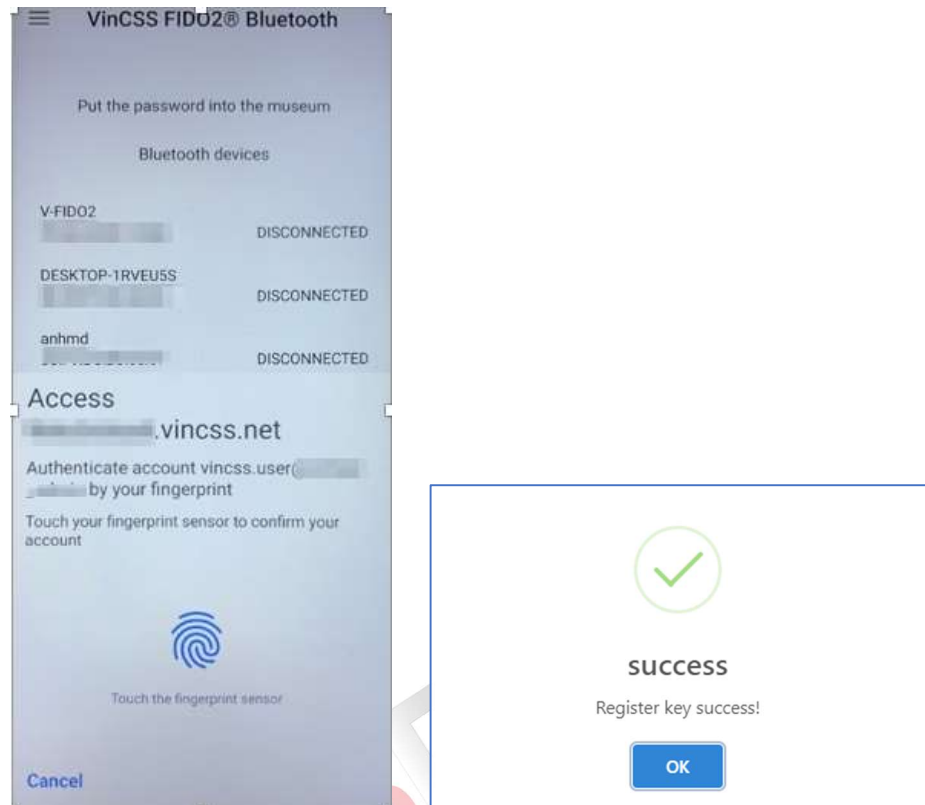 VinCSS FIDO2® Bluetooth
Put the password into the museum
Bluetooth devices
V-FIDO2
DISCONNECTED
DESKTOP-1RVEU5S
DISCONNECTED
anhmd
DISCONNECTED
Access
.vincss.net
Authenticate account vincss.user(
by your fingerprint
Touch your fingerprint sensor to confirm your
account
Touch the fingerprint sensor
Cancel
success
Register key success!
OK